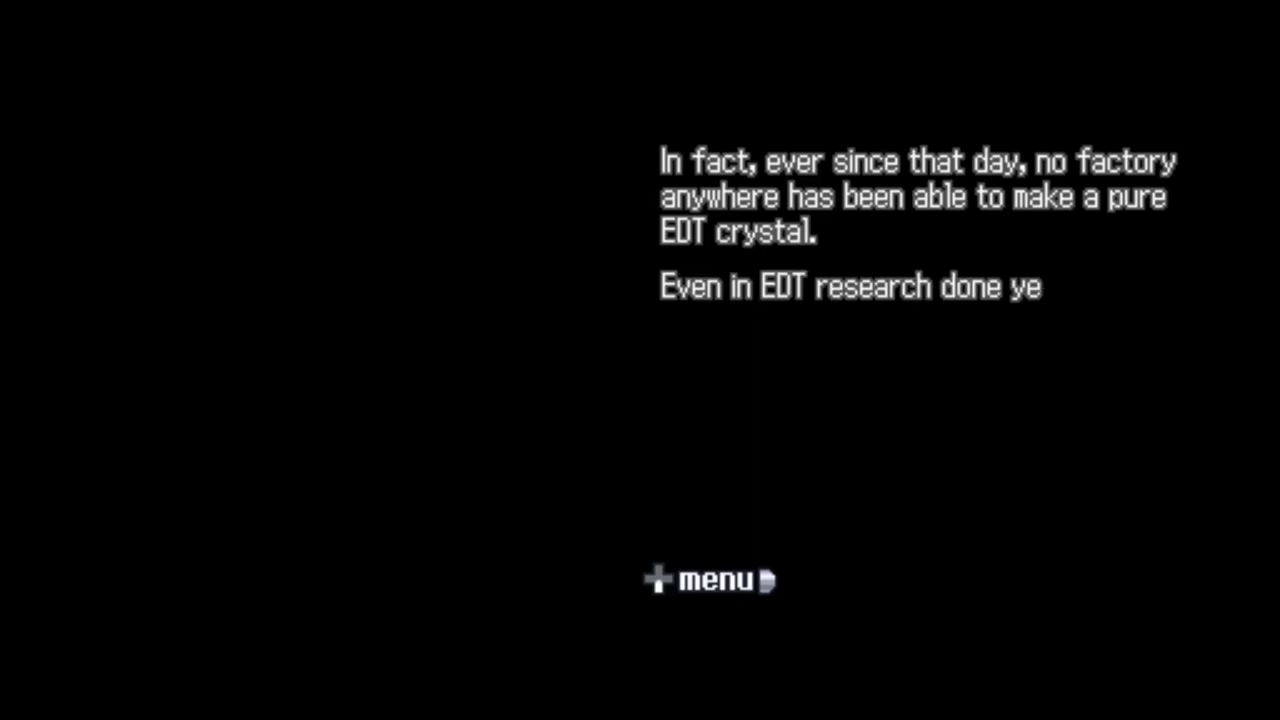 In fact, ever since that day, no factory
anywhere has been able to make a pure
EDT crystal.
Even in EDT research done ye
menu